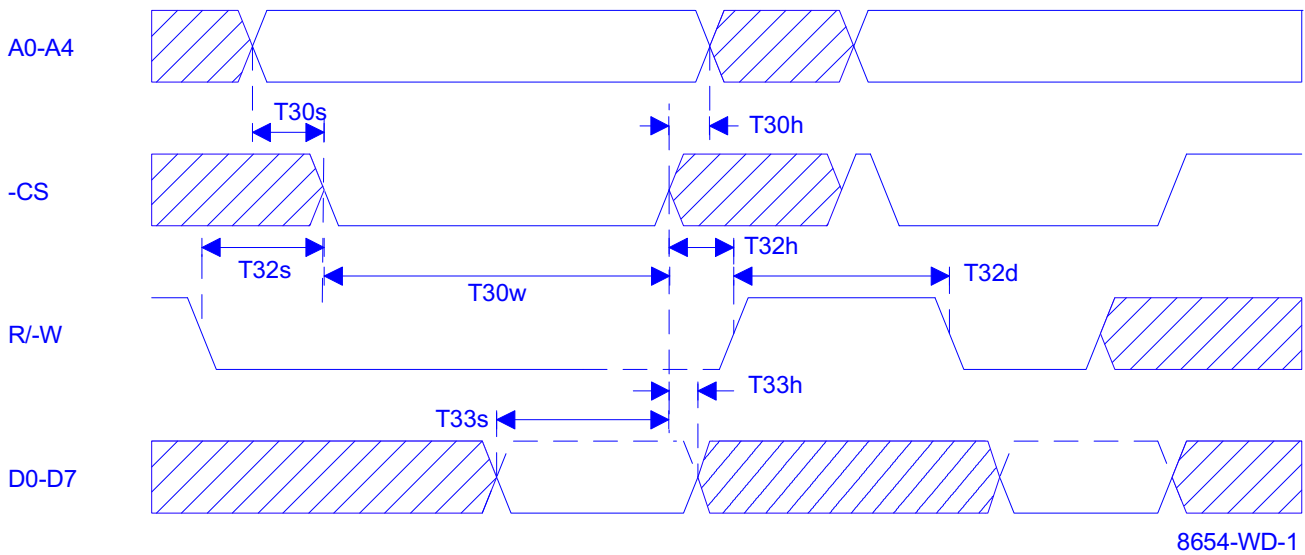 A0-A4
T30s
T30h
-CS
T32s
T30w
T32h
T32d
R/-W
T33h
T33s
D0-D7
8654-WD-1